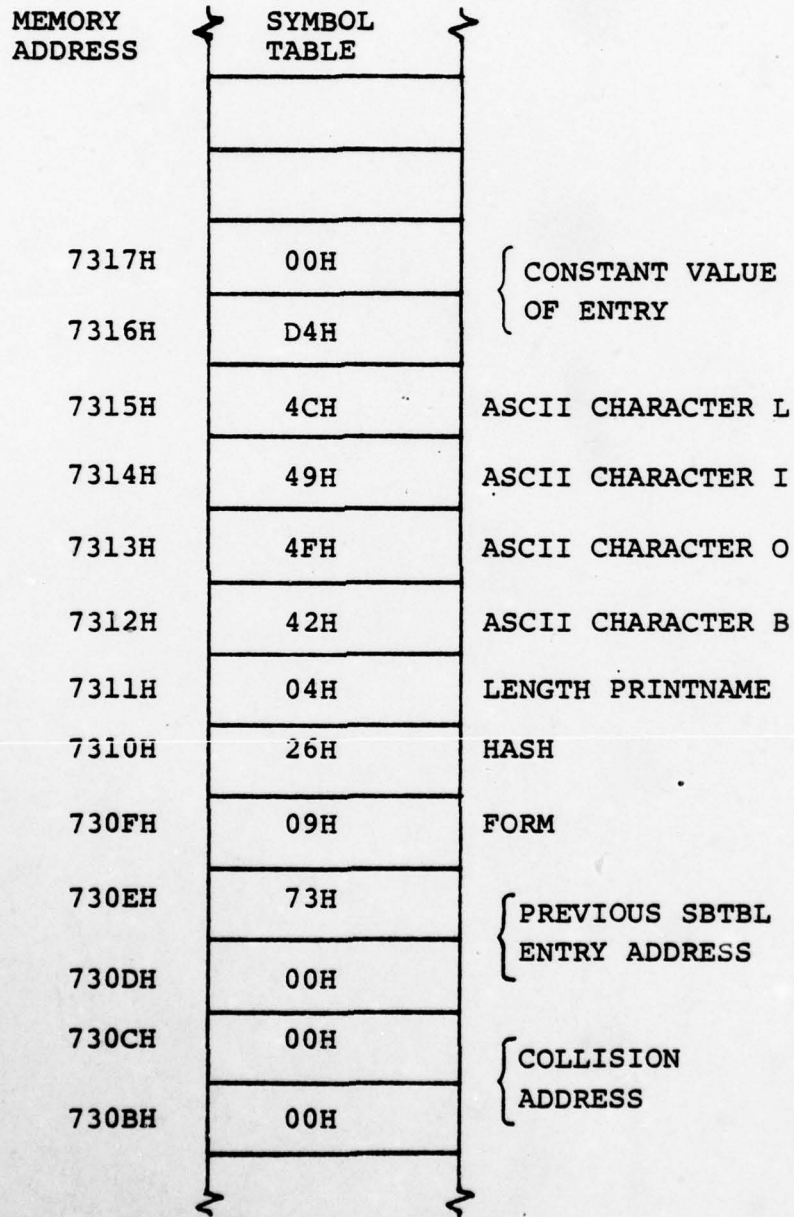 MEMORY ADDRESS SYMBOL TABLE
7317H 00H CONSTANT VALUE OF ENTRY
7316H D4H
7315H 4CH ASCII CHARACTER L
7314H 49H ASCII CHARACTER I
7313H 4FH ASCII CHARACTER O
7312H 42H ASCII CHARACTER B
7311H 04H LENGTH PRINTNAME
7310H 26H HASH
730FH 09H FORM
730EH 73H PREVIOUS SBTBL ENTRY ADDRESS
730DH 00H
730CH 00H COLLISION ADDRESS
730BH 00H